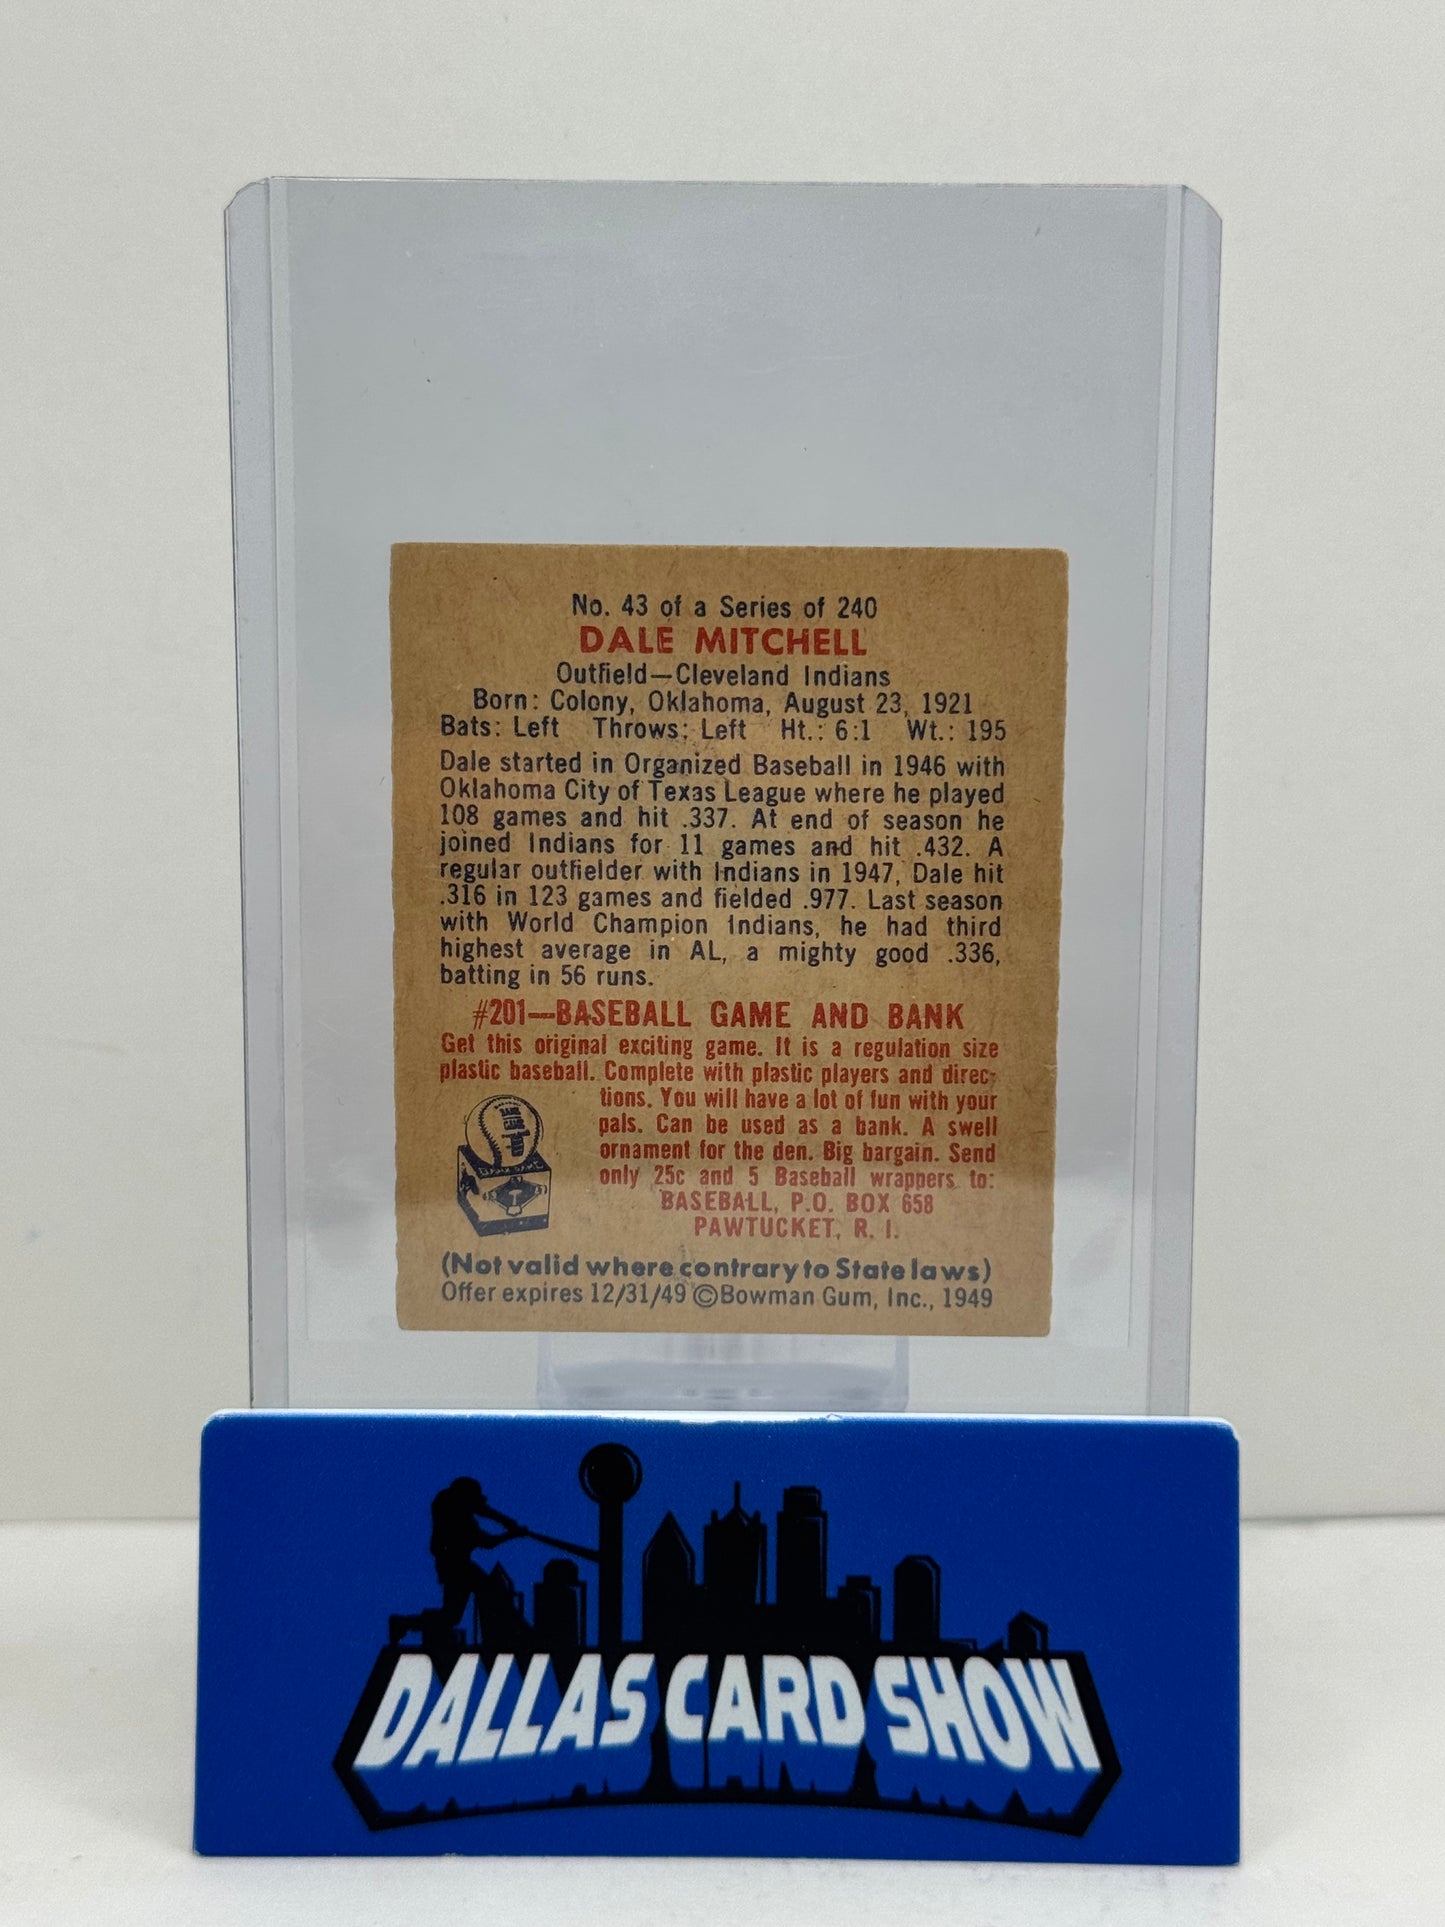 No. 43 of a Series of 240
DALE MITCHELL
Outfield—Cleveland Indians
Born: Colony, Oklahoma, August 23, 1921
Bats: Left Throws: Left Ht.: 6:1 Wt.: 195
Dale started in Organized Baseball in 1946 with
Oklahoma City of Texas League where he played
108 games and hit .337. At end of season he
joined Indians for 11 games and hit .432. A
regular outfielder with Indians in 1947, Dale hit
.316 in 123 games and fielded .977. Last season
with World Champion Indians, he had third
highest average in AL, a mighty good .336,
batting in 56 runs.
#201—BASEBALL GAME AND BANK
Get this original exciting game. It is a regulation size
plastic baseball. Complete with plastic players and direc-
tions. You will have a lot of fun with your
pals. Can be used as a bank. A swell
ornament for the den. Big bargain. Send
only 25c and 5 Baseball wrappers to:
BASEBALL, P.O. BOX 658
PAWTUCKET, R. I.
(Not valid where contrary to State laws)
Offer expires 12/31/49 ©Bowman Gum, Inc., 1949
DALLAS CARD SHOW